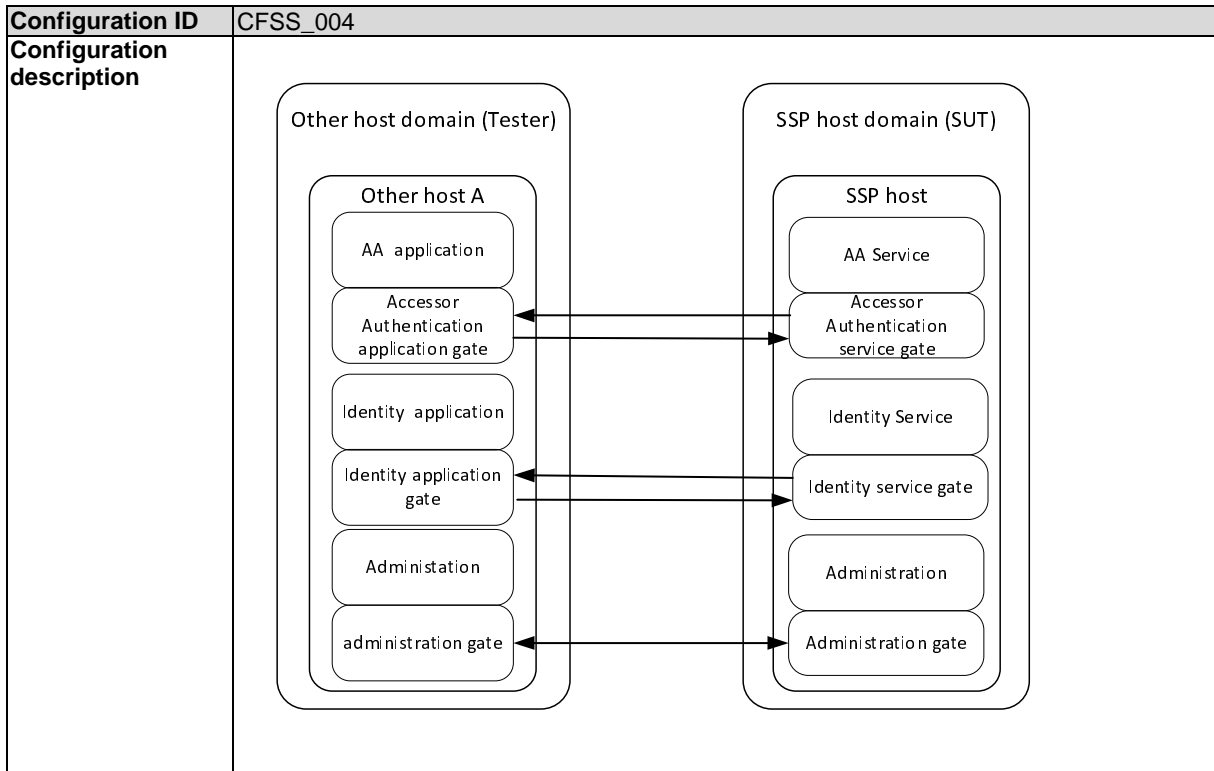 Configuration ID
CFSS_004
Configuration
description
Other host domain (Tester)
Other host A
AA application
Accessor
Authentication
application gate
Identity application
Identity application
gate
Administation
administration gate
SSP host domain (SUT)
SSP host
AA Service
Accessor
Authentication
service gate
Identity Service
Identity service gate
Administration
Administration gate